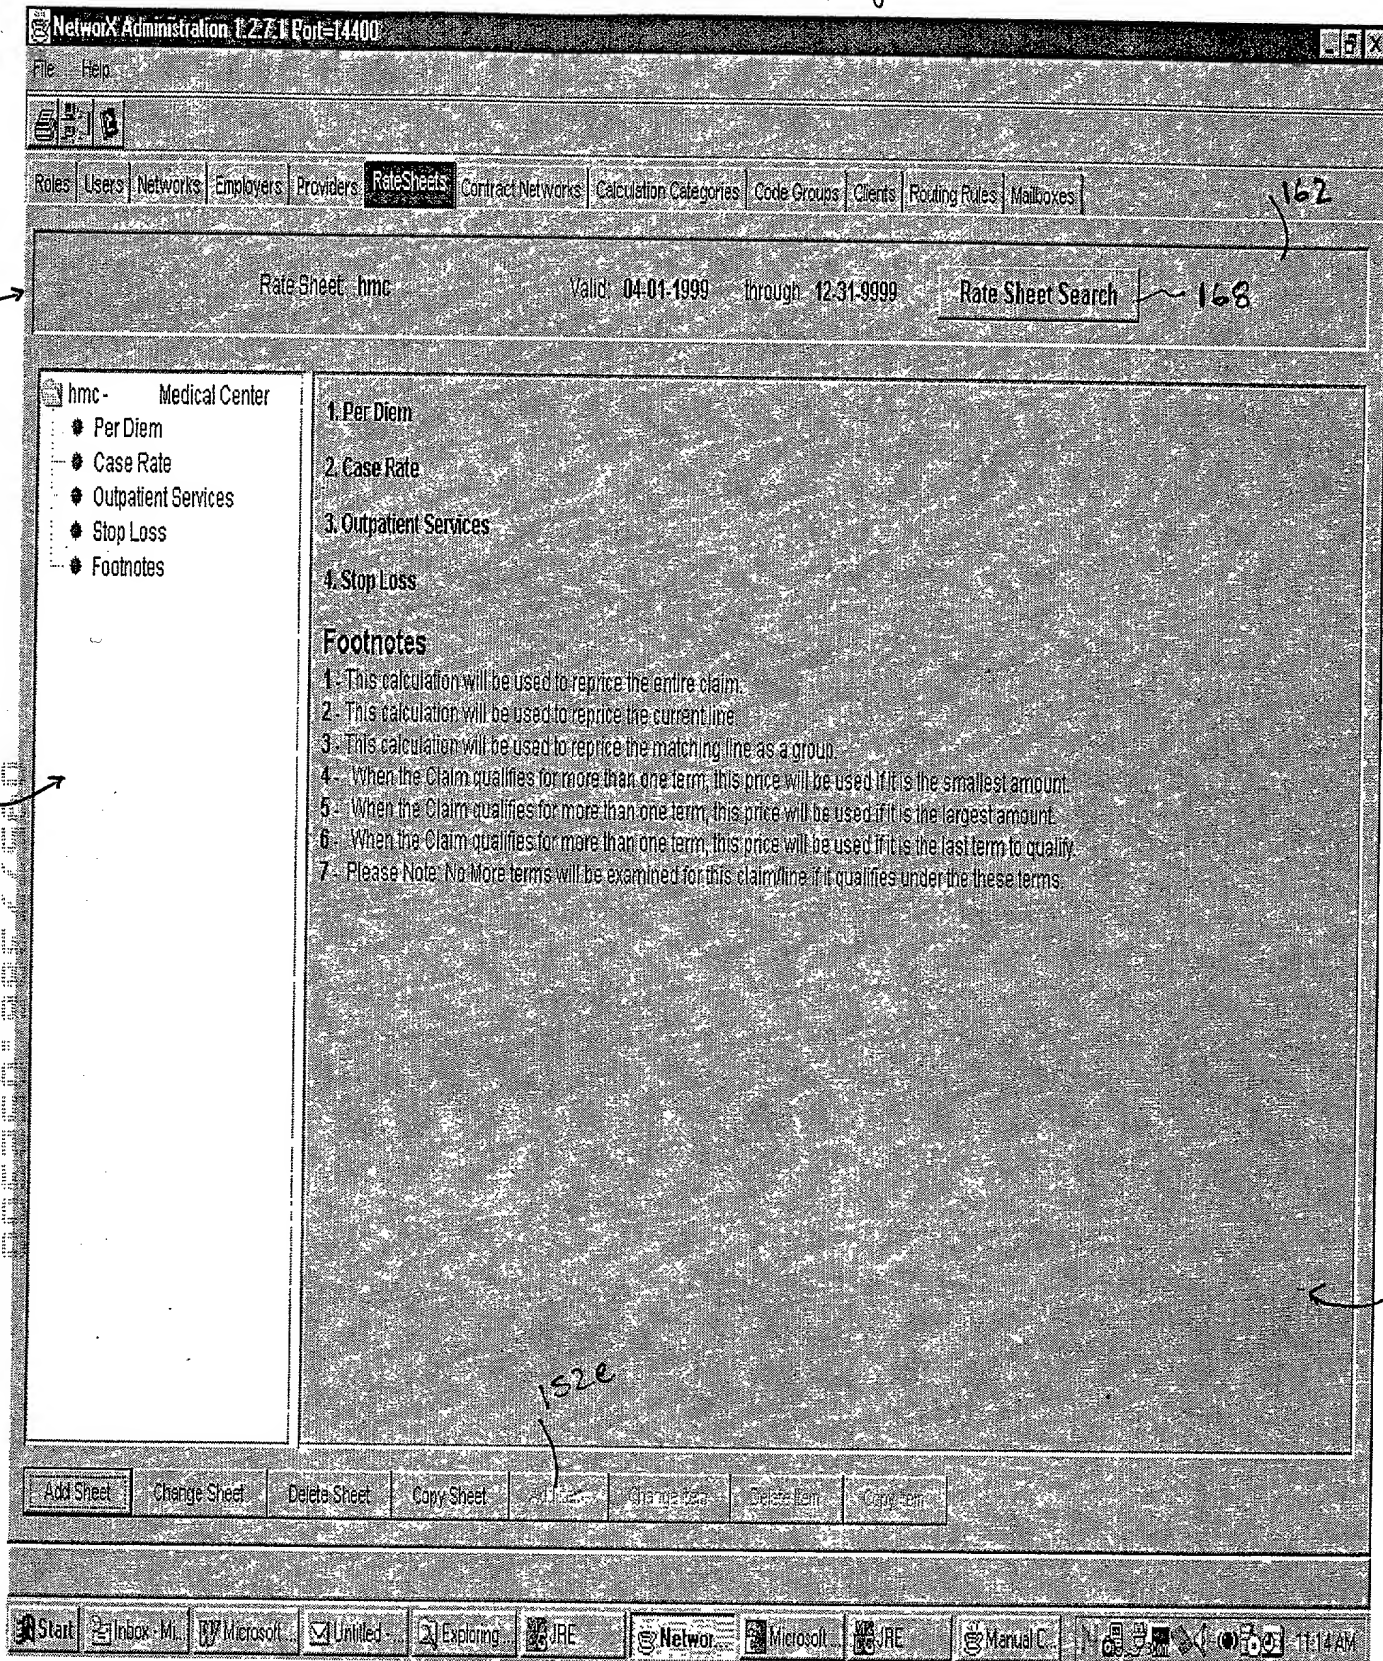 NetworX Administration 1.2.7.1 Port=14400
File Help
Roles Users Networks Employers Providers RateSheets Contract Networks Calculation Categories Code Groups Clients Routing Rules Mailboxes
162
Rate Sheet: hmc Valid: 04-01-1999 through 12-31-9999 Rate Sheet Search 168
hmc - Medical Center
Per Diem
Case Rate
Outpatient Services
Stop Loss
Footnotes
1. Per Diem
2. Case Rate
3. Outpatient Services
4. Stop Loss
Footnotes
1 - This calculation will be used to reprice the entire claim.
2 - This calculation will be used to reprice the current line.
3 - This calculation will be used to reprice the matching line as a group.
4 - When the Claim qualifies for more than one term, this price will be used if it is the smallest amount.
5 - When the Claim qualifies for more than one term, this price will be used if it is the largest amount.
6 - When the Claim qualifies for more than one term, this price will be used if it is the last term to qualify.
7 - Please Note: No More terms will be examined for this claim/line if it qualifies under the these terms.
152e
Add Sheet Change Sheet Delete Sheet Copy Sheet Add Item Change Item Delete Item Copy Item
Start Inbox - Mi... Microsoft ... Untitled - ... Exploring ... JRE Networ... Microsoft ... JRE Manual C... 11:14 AM